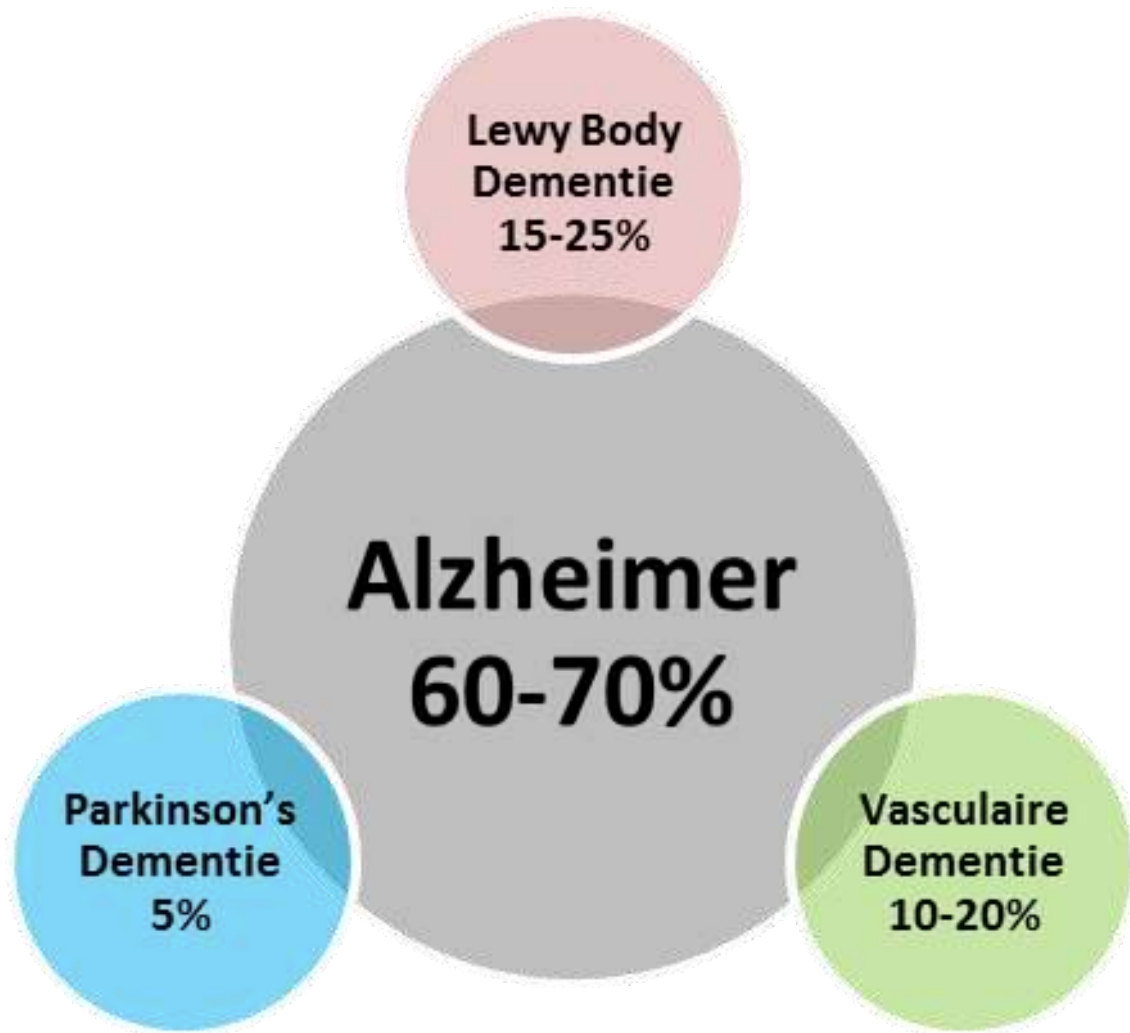 Lewy Body
Dementie
15-25%
Alzheimer
60-70%
Parkinson’s
Dementie
5%
Vasculaire
Dementie
10-20%